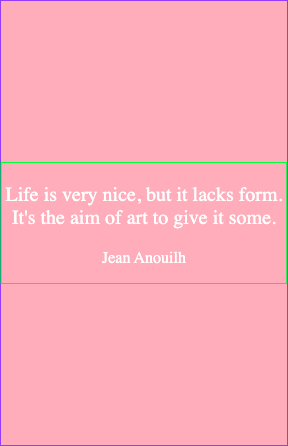 Life is very nice, but it lacks form.
It's the aim of art to give it some.
Jean Anouilh